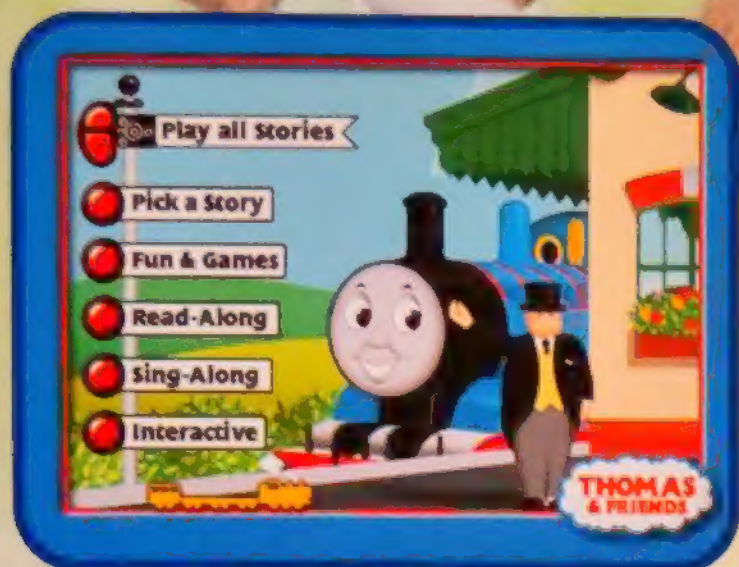 Play all Stories
Pick a Story
Fun & Games
Read-Along
Sing-Along
Interactive
THOMAS
& FRIENDS